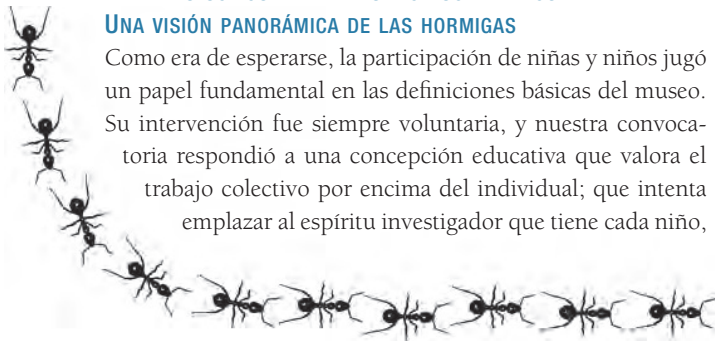 UNA VISIÓN PANORÁMICA DE LAS HORMIGAS
Como era de esperarse, la participación de niñas y niños jugó
un papel fundamental en las definiciones básicas del museo.
Su intervención fue siempre voluntaria, y nuestra convoca-
toria respondió a una concepción educativa que valora el
trabajo colectivo por encima del individual; que intenta
emplazar al espíritu investigador que tiene cada niño,